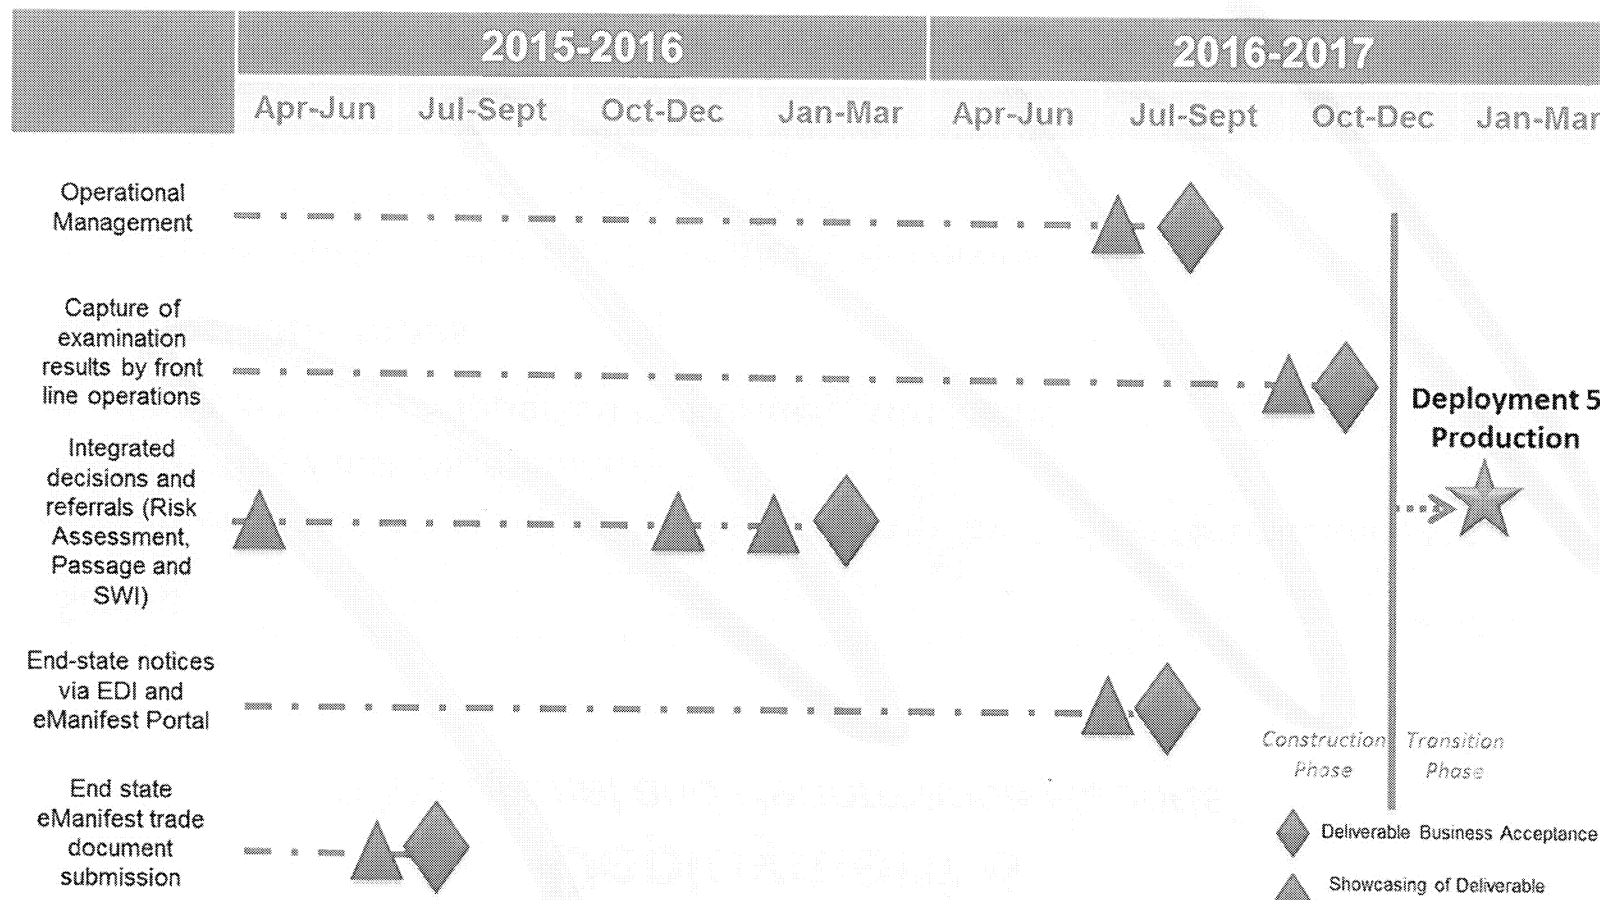 2015-2016
2016-2017
Apr-Jun Jul-Sept Oct-Dec Jan-Mar Apr-Jun Jul-Sept Oct-Dec Jan-Mar
Operational
Management
Capture of
examination
results by front
line operations
Deployment 5
Production
Integrated
decisions and
referrals (Risk
Assessment,
Passage and
SWI)
End-state notices
via EDI and
eManifest Portal
Construction
Phase
Transition
Phase
End state
eManifest trade
document
submission
Deliverable Business Acceptance
Showcasing of Deliverable